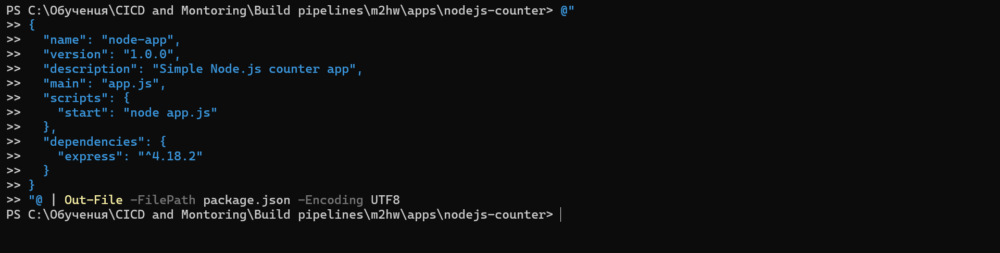 PS C:\Обучения\CICD and Montoring\Build pipelines\m2hw\apps\nodejs-counter> @"
>> {
>>   "name": "node-app",
>>   "version": "1.0.0",
>>   "description": "Simple Node.js counter app",
>>   "main": "app.js",
>>   "scripts": {
>>     "start": "node app.js"
>>   },
>>   "dependencies": {
>>     "express": "^4.18.2"
>>   }
>> }
>> "@ | Out-File -FilePath package.json -Encoding UTF8
PS C:\Обучения\CICD and Montoring\Build pipelines\m2hw\apps\nodejs-counter>